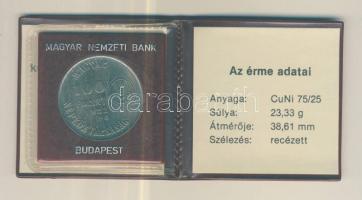 MAGYAR NEMZETI BANK
100
BUDAPEST
Az érme adatai
Anyaga: CuNi 75/25
Súlya: 23,33 g
Átmérője: 38,61 mm
Szélezés: recézett